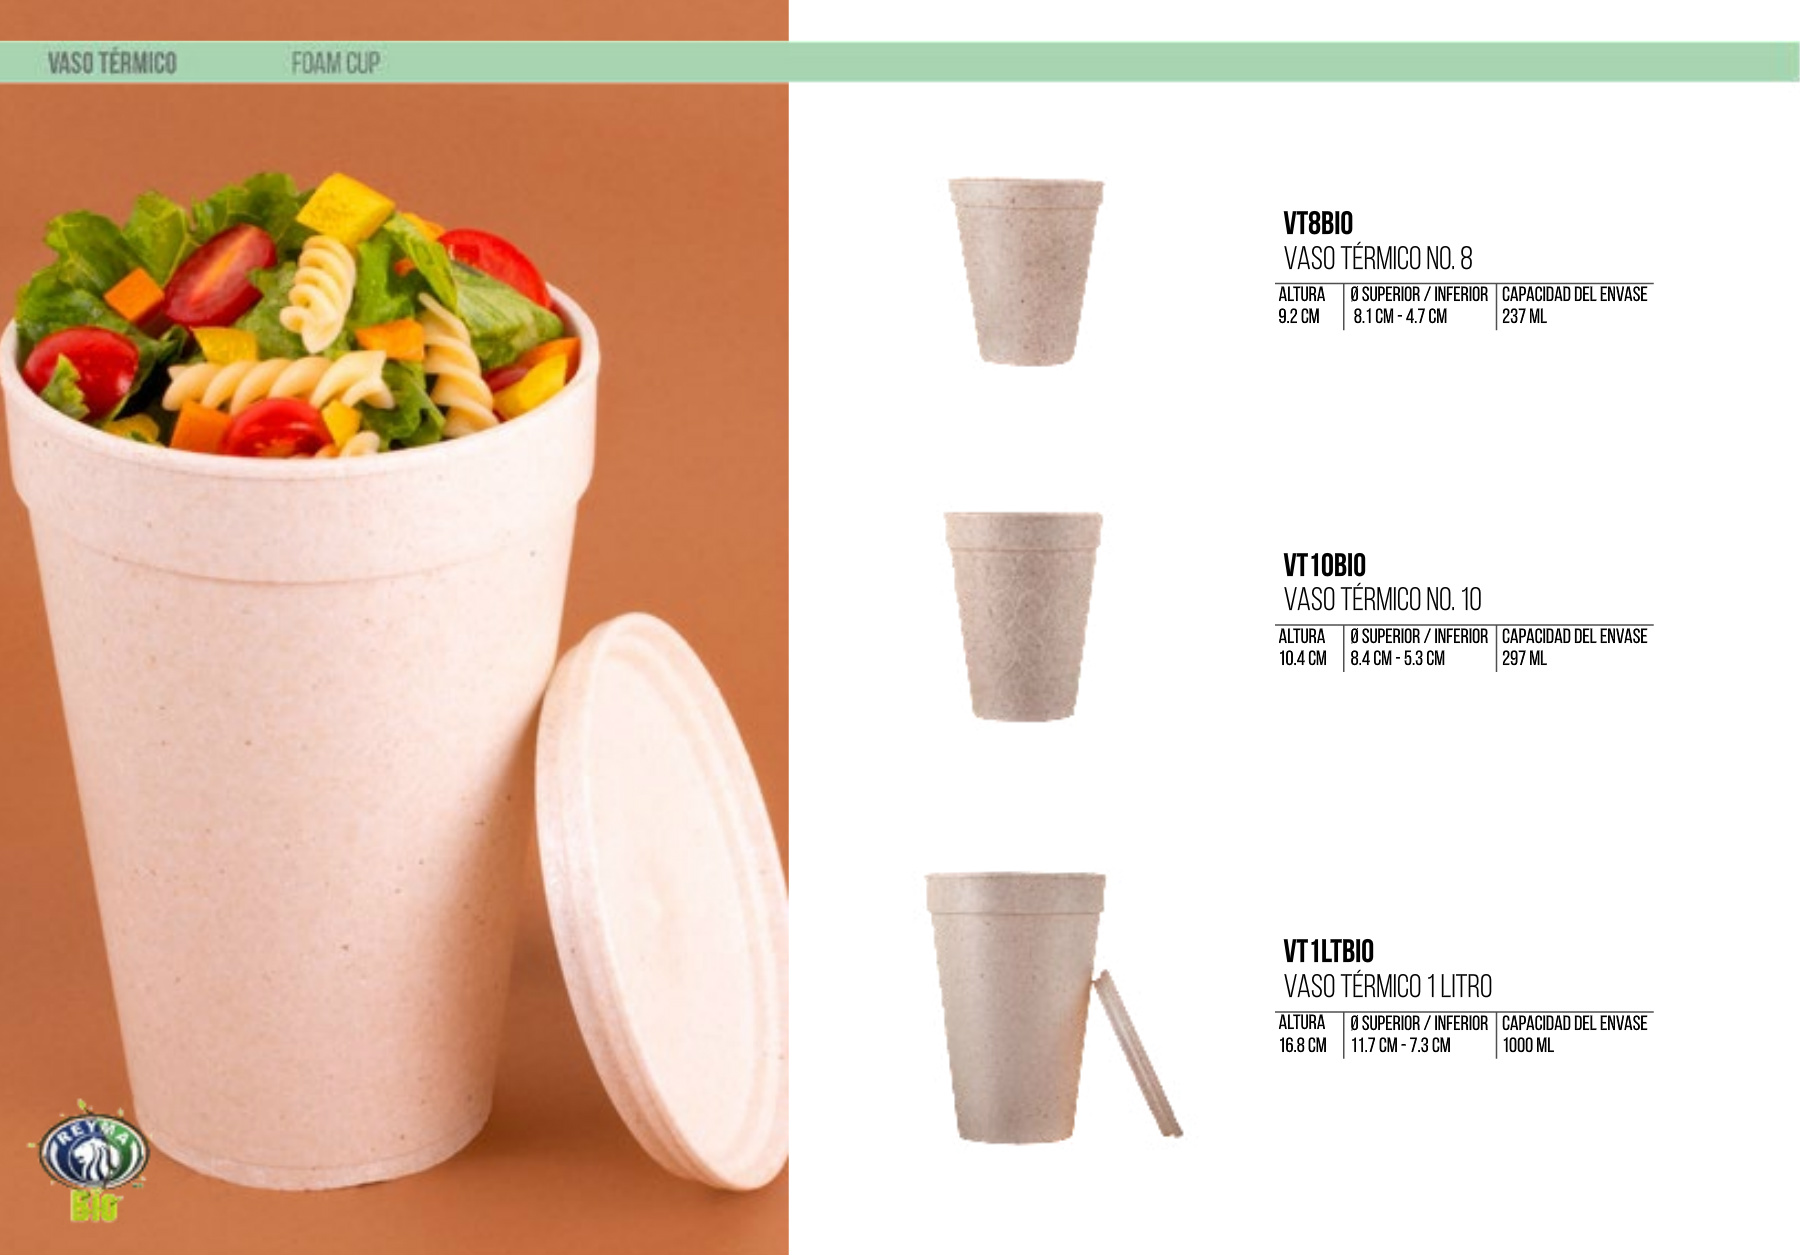 VASO TÉRMICO FOAM CUP
VT8BIO
VASO TÉRMICO NO. 8
ALTURA Ø SUPERIOR / INFERIOR CAPACIDAD DEL ENVASE
9.2 CM 8.1 CM - 4.7 CM 237 ML
VT10BIO
VASO TÉRMICO NO. 10
ALTURA Ø SUPERIOR / INFERIOR CAPACIDAD DEL ENVASE
10.4 CM 8.4 CM - 5.3 CM 297 ML
VT1LTBIO
VASO TÉRMICO 1 LITRO
ALTURA Ø SUPERIOR / INFERIOR CAPACIDAD DEL ENVASE
16.8 CM 11.7 CM - 7.3 CM 1000 ML
REYMA
Bio